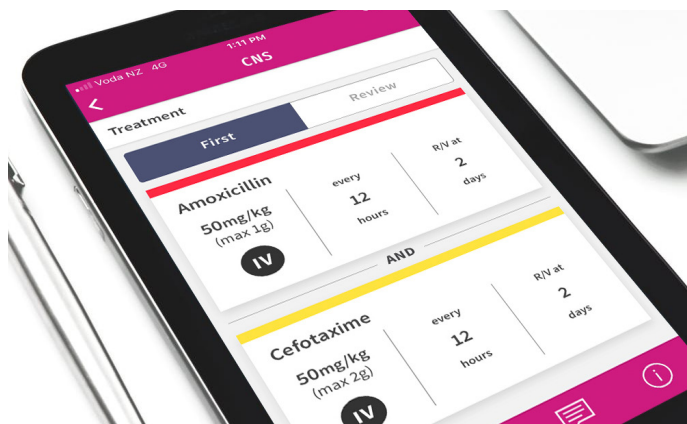 Voda NZ 4G 1:11 PM
CNS
Treatment
First Review
Amoxicillin
50mg/kg
(max 1g)
IV
every
12
hours
R/V at
2
days
AND
Cefotaxime
50mg/kg
(max 2g)
IV
every
12
hours
R/V at
2
days